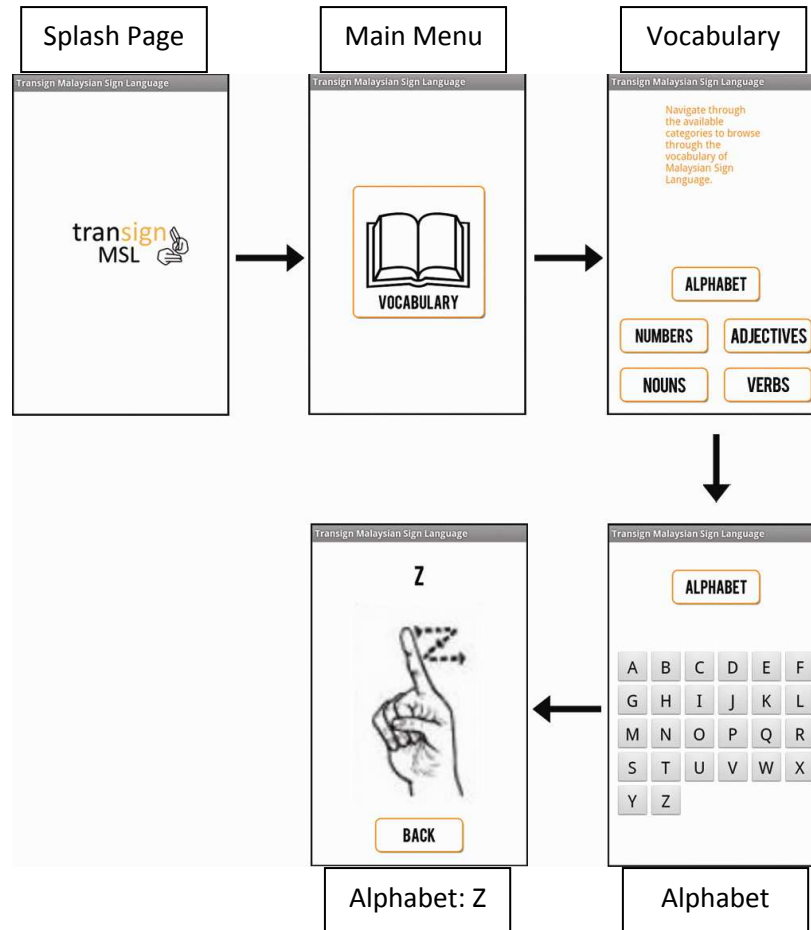 Splash Page
Main Menu
Vocabulary
Transign Malaysian Sign Language
Transign Malaysian Sign Language
Transign Malaysian Sign Language
transign
MSL
VOCABULARY
Navigate through
the available
categories to browse
through the
vocabulary of
Malaysian Sign
Language.
ALPHABET
NUMBERS ADJECTIVES
NOUNS VERBS
Transign Malaysian Sign Language
Z
BACK
Transign Malaysian Sign Language
ALPHABET
A B C D E F
G H I J K L
M N O P Q R
S T U V W X
Y Z
Alphabet: Z
Alphabet